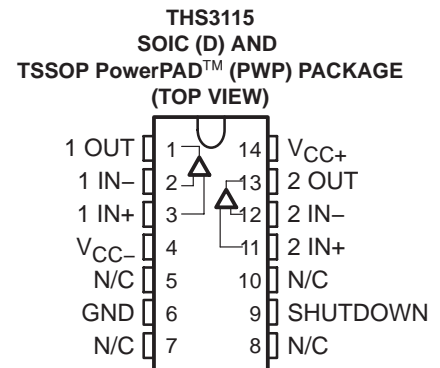 THS3115
SOIC (D) AND
TSSOP PowerPAD™ (PWP) PACKAGE
(TOP VIEW)
1 OUT 1 14 VCC+
1 IN− 2 13 2 OUT
1 IN+ 3 12 2 IN−
VCC− 4 11 2 IN+
N/C 5 10 N/C
GND 6 9 SHUTDOWN
N/C 7 8 N/C